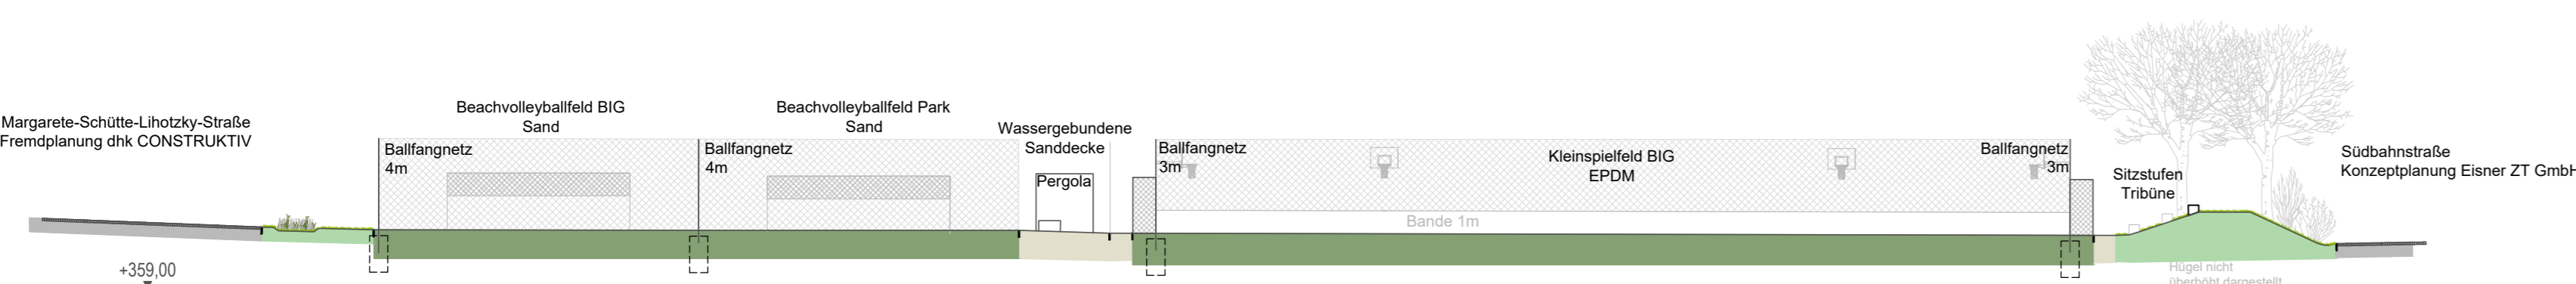 Margarete-Schütte-Lihotzky-Straße
Fremdplanung dhk CONSTRUKTIV
+359,00
Beachvolleyballfeld BIG
Sand
Ballfangnetz
4m
Beachvolleyballfeld Park
Sand
Ballfangnetz
4m
Wassergebundene
Sanddecke
Pergola
Ballfangnetz
3m
Kleinspielfeld BIG
EPDM
Bande 1m
Ballfangnetz
3m
Sitzstufen
Tribüne
Hügel nicht
überhöht dargestellt
Südbahnstraße
Konzeptplanung Eisner ZT GmbH